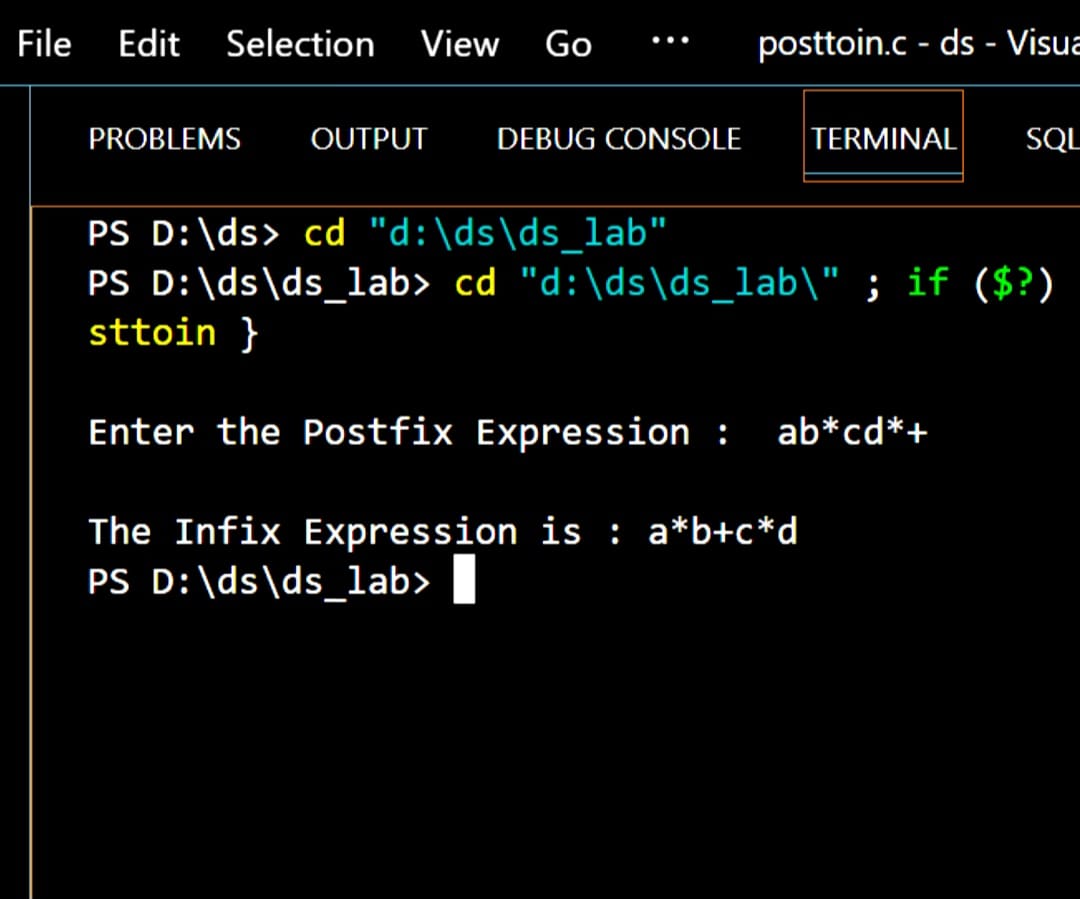 File Edit Selection View Go ··· posttoin.c - ds - Visua
PROBLEMS OUTPUT DEBUG CONSOLE TERMINAL SQL
PS D:\ds> cd "d:\ds\ds_lab"
PS D:\ds\ds_lab> cd "d:\ds\ds_lab\" ; if ($?)
sttoin }
Enter the Postfix Expression :  ab*cd*+
The Infix Expression is : a*b+c*d
PS D:\ds\ds_lab>